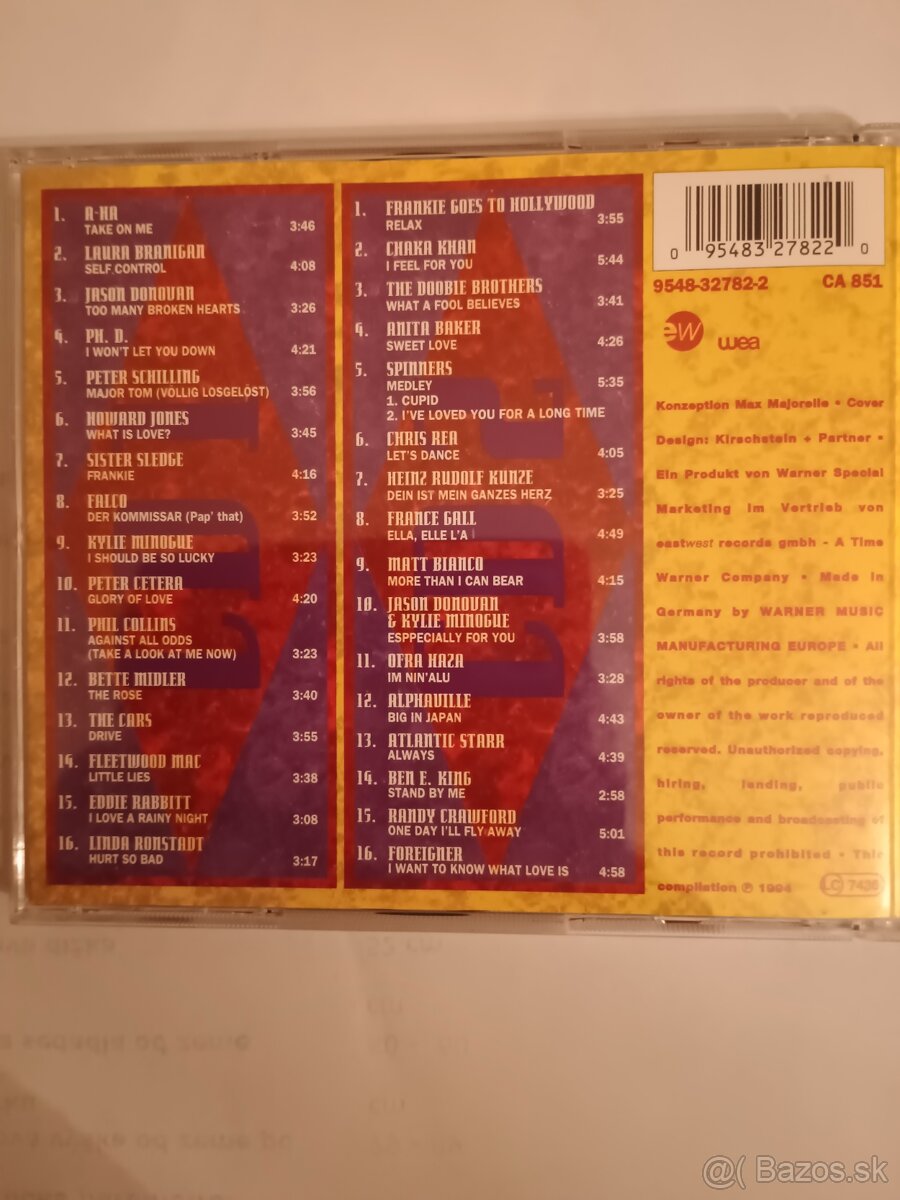 1. A-HA
TAKE ON ME 3:46
2. LAURA BRANIGAN
SELF CONTROL 4:08
3. JASON DONOVAN
TOO MANY BROKEN HEARTS 3:26
4. PH. D.
I WON'T LET YOU DOWN 4:21
5. PETER SCHILLING
MAJOR TOM (VÖLLIG LOSGELÖST) 3:56
6. HOWARD JONES
WHAT IS LOVE? 3:45
7. SISTER SLEDGE
FRANKIE 4:16
8. FALCO
DER KOMMISSAR (Pap' that) 3:52
9. KYLIE MINOGUE
I SHOULD BE SO LUCKY 3:23
10. PETER CETERA
GLORY OF LOVE 4:20
11. PHIL COLLINS
AGAINST ALL ODDS
(TAKE A LOOK AT ME NOW) 3:23
12. BETTE MIDLER
THE ROSE 3:40
13. THE CARS
DRIVE 3:55
14. FLEETWOOD MAC
LITTLE LIES 3:38
15. EDDIE RABBITT
I LOVE A RAINY NIGHT 3:08
16. LINDA RONSTADT
HURT SO BAD 3:17
1. FRANKIE GOES TO HOLLYWOOD
RELAX 3:55
2. CHAKA KHAN
I FEEL FOR YOU 5:44
3. THE DOOBIE BROTHERS
WHAT A FOOL BELIEVES 3:41
4. ANITA BAKER
SWEET LOVE 4:26
5. SPINNERS
MEDLEY 5:35
1. CUPID
2. I'VE LOVED YOU FOR A LONG TIME
6. CHRIS REA
LET'S DANCE 4:05
7. HEINZ RUDOLF KUNZE
DEIN IST MEIN GANZES HERZ 3:25
8. FRANCE GALL
ELLA, ELLE L'A 4:49
9. MATT BIANCO
MORE THAN I CAN BEAR 4:15
10. JASON DONOVAN
& KYLIE MINOGUE
ESPPECIALLY FOR YOU 3:58
11. OFRA HAZA
IM NIN'ALU 3:28
12. ALPHAVILLE
BIG IN JAPAN 4:43
13. ATLANTIC STARR
ALWAYS 4:39
14. BEN E. KING
STAND BY ME 2:58
15. RANDY CRAWFORD
ONE DAY I'LL FLY AWAY 5:01
16. FOREIGNER
I WANT TO KNOW WHAT LOVE IS 4:58
CD 1
CD 2
0 95483 27822 0
9548-32782-2 CA 851
ew wea
Konzeption Max Majorelle • Cover
Design: Kirschstein + Partner •
Ein Produkt von Warner Special
Marketing im Vertrieb von
eastwest records gmbh - A Time
Warner Company • Made in
Germany by WARNER MUSIC
MANUFACTURING EUROPE • All
rights of the producer and of the
owner of the work reproduced
reserved. Unauthorized copying,
hiring, lending, public
performance and broadcasting of
this record prohibited • This
compilation ℗ 1994 LC 7436
@( Bazos.sk